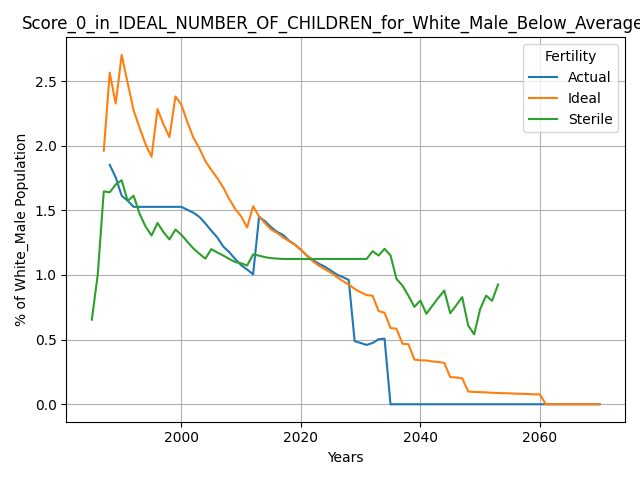 Score_0_in_IDEAL_NUMBER_OF_CHILDREN_for_White_Male_Below_Average
Fertility
Actual
Ideal
Sterile
% of White_Male Population
2.5
2.0
1.5
1.0
0.5
0.0
2000 2020 2040 2060
Years